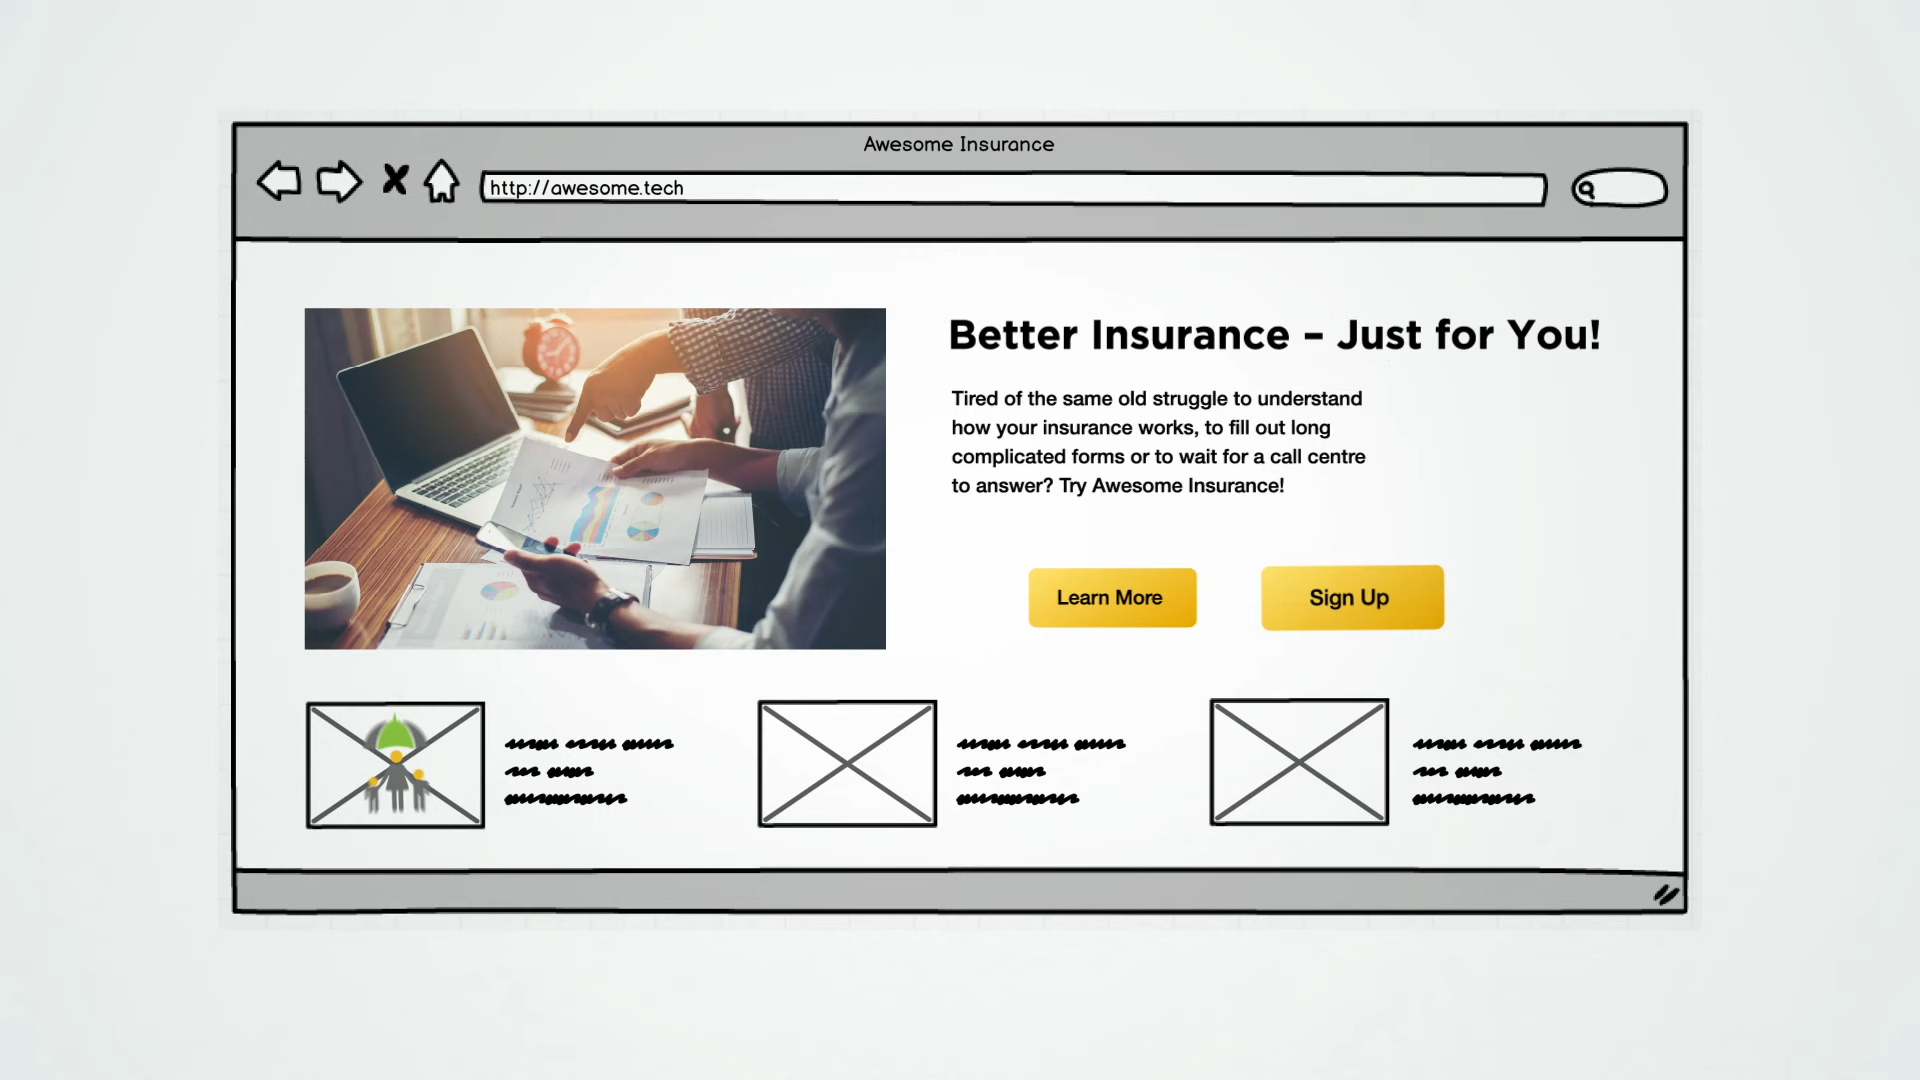 Awesome Insurance
http://awesome.tech
Better Insurance – Just for You!
Tired of the same old struggle to understand
how your insurance works, to fill out long
complicated forms or to wait for a call centre
to answer? Try Awesome Insurance!
Learn More
Sign Up